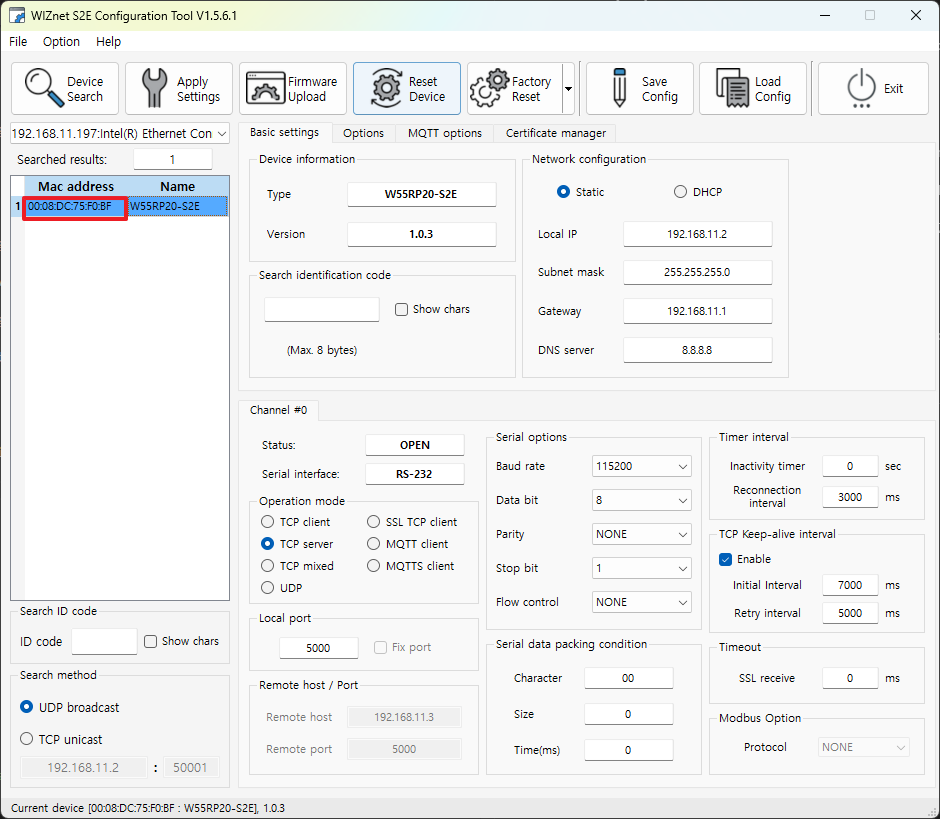 WIZnet S2E Configuration Tool V1.5.6.1
File Option Help
Device Search
Apply Settings
Firmware Upload
Reset Device
Factory Reset
Save Config
Load Config
Exit
192.168.11.197:Intel(R) Ethernet Con
Searched results: 1
Mac address Name
1 00:08:DC:75:F0:BF W55RP20-S2E
Search ID code
ID code Show chars
Search method
UDP broadcast
TCP unicast
192.168.11.2 : 50001
Basic settings Options MQTT options Certificate manager
Device information
Type W55RP20-S2E
Version 1.0.3
Search identification code
Show chars
(Max. 8 bytes)
Network configuration
Static DHCP
Local IP 192.168.11.2
Subnet mask 255.255.255.0
Gateway 192.168.11.1
DNS server 8.8.8.8
Channel #0
Status: OPEN
Serial interface: RS-232
Operation mode
TCP client SSL TCP client
TCP server MQTT client
TCP mixed MQTTS client
UDP
Local port
5000 Fix port
Remote host / Port
Remote host 192.168.11.3
Remote port 5000
Serial options
Baud rate 115200
Data bit 8
Parity NONE
Stop bit 1
Flow control NONE
Serial data packing condition
Character 00
Size 0
Time(ms) 0
Timer interval
Inactivity timer 0 sec
Reconnection interval 3000 ms
TCP Keep-alive interval
Enable
Initial Interval 7000 ms
Retry interval 5000 ms
Timeout
SSL receive 0 ms
Modbus Option
Protocol NONE
Current device [00:08:DC:75:F0:BF : W55RP20-S2E], 1.0.3